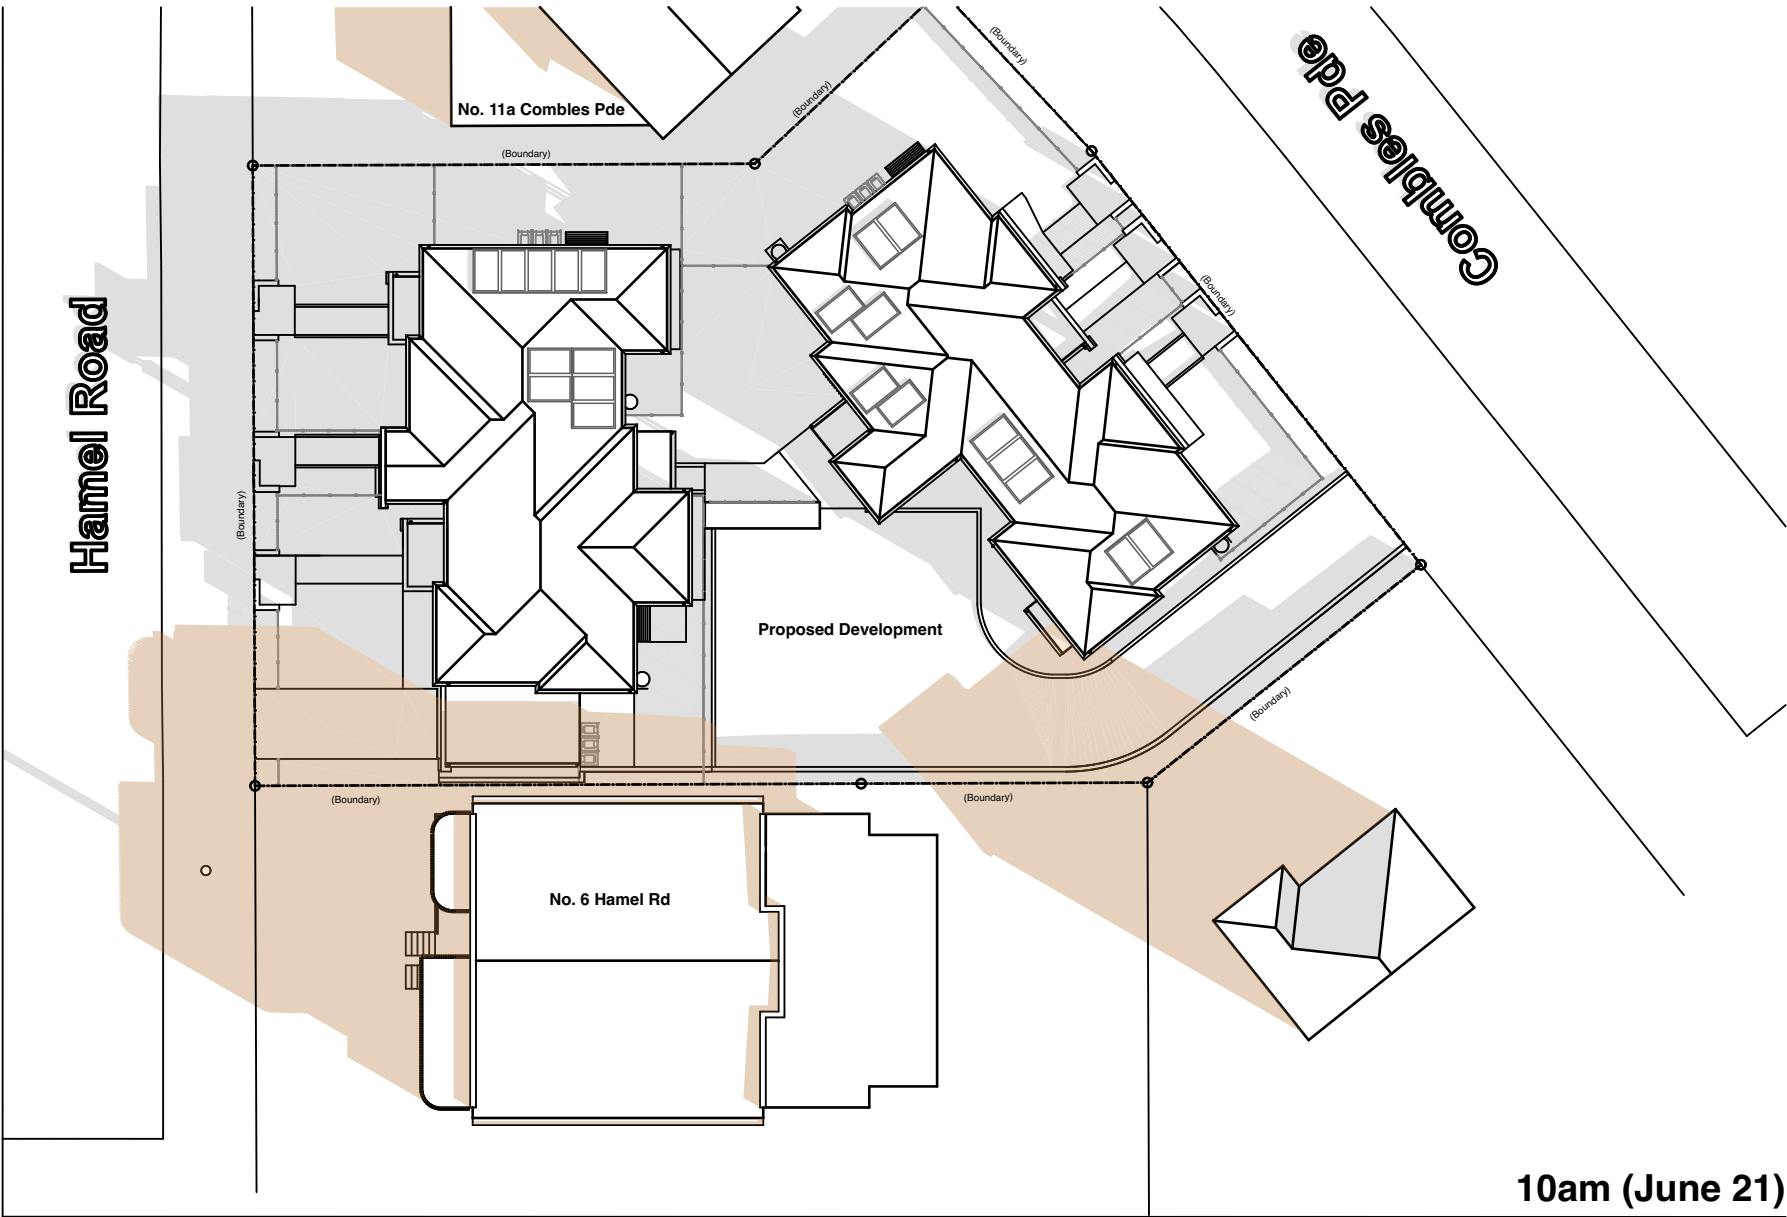 No. 11a Combles Pde
(Boundary)
(Boundary)
(Boundary)
Combles Pde
(Boundary)
Hamel Road
(Boundary)
Proposed Development
(Boundary)
(Boundary)
(Boundary)
No. 6 Hamel Rd
10am (June 21)